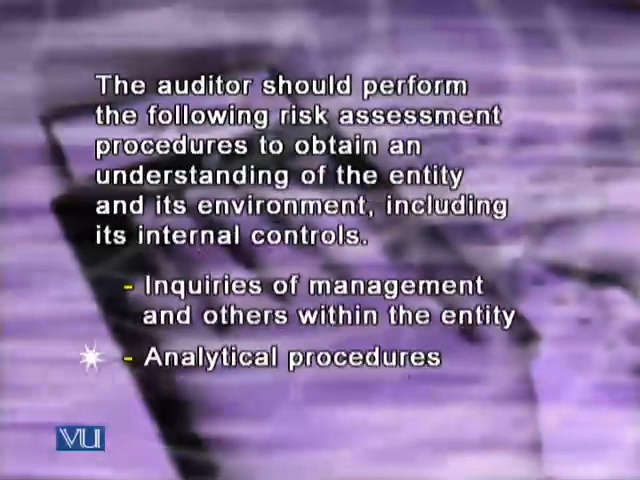 The auditor should perform
the following risk assessment
procedures to obtain an
understanding of the entity
and its environment, including
its internal controls.
- Inquiries of management
and others within the entity
- Analytical procedures
VU